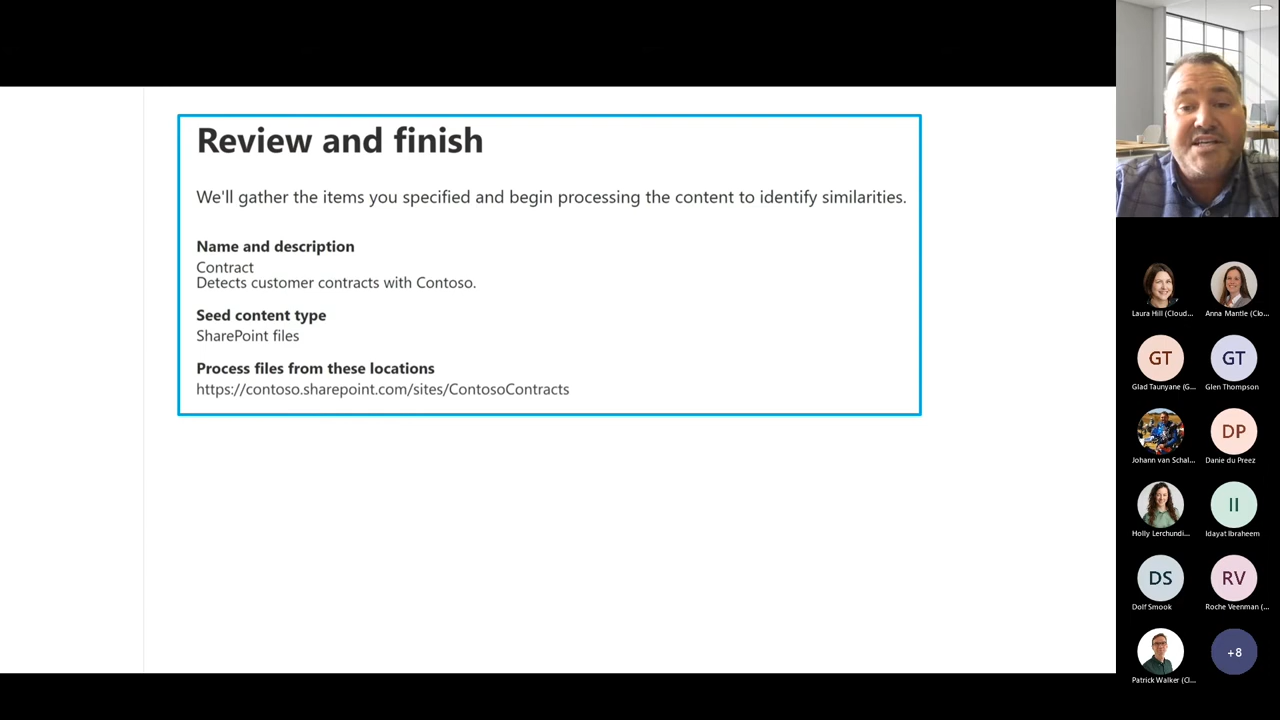 Review and finish
We'll gather the items you specified and begin processing the content to identify similarities.
Name and description
Contract
Detects customer contracts with Contoso.
Seed content type
SharePoint files
Process files from these locations
https://contoso.sharepoint.com/sites/ContosoContracts
Laura Hill (Cloud...
Anna Mantle (Clo...
GT
GT
Glad Taunyane (G...
Glen Thompson
DP
Johann van Schal...
Danie du Preez
II
Holly Lerchundi...
Idayat Ibraheem
DS
RV
Dolf Smook
Roche Veenman (...
+8
Patrick Walker (Cl...